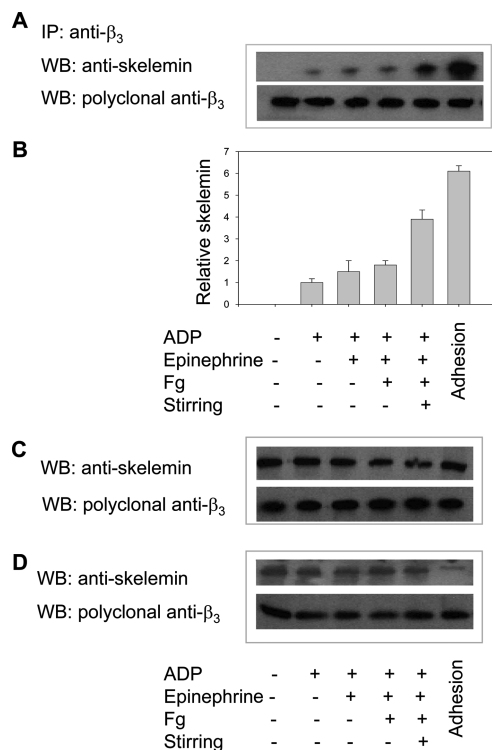 A
IP: anti-β3
WB: anti-skelemin
WB: polyclonal anti-β3
B
Relative skelemin
7
6
5
4
3
2
1
0
ADP - + + + +
Epinephrine - - + + +
Fg - - - + +
Stirring - - - - +
Adhesion
C
WB: anti-skelemin
WB: polyclonal anti-β3
D
WB: anti-skelemin
WB: polyclonal anti-β3
ADP - + + + +
Epinephrine - - + + +
Fg - - - + +
Stirring - - - - +
Adhesion